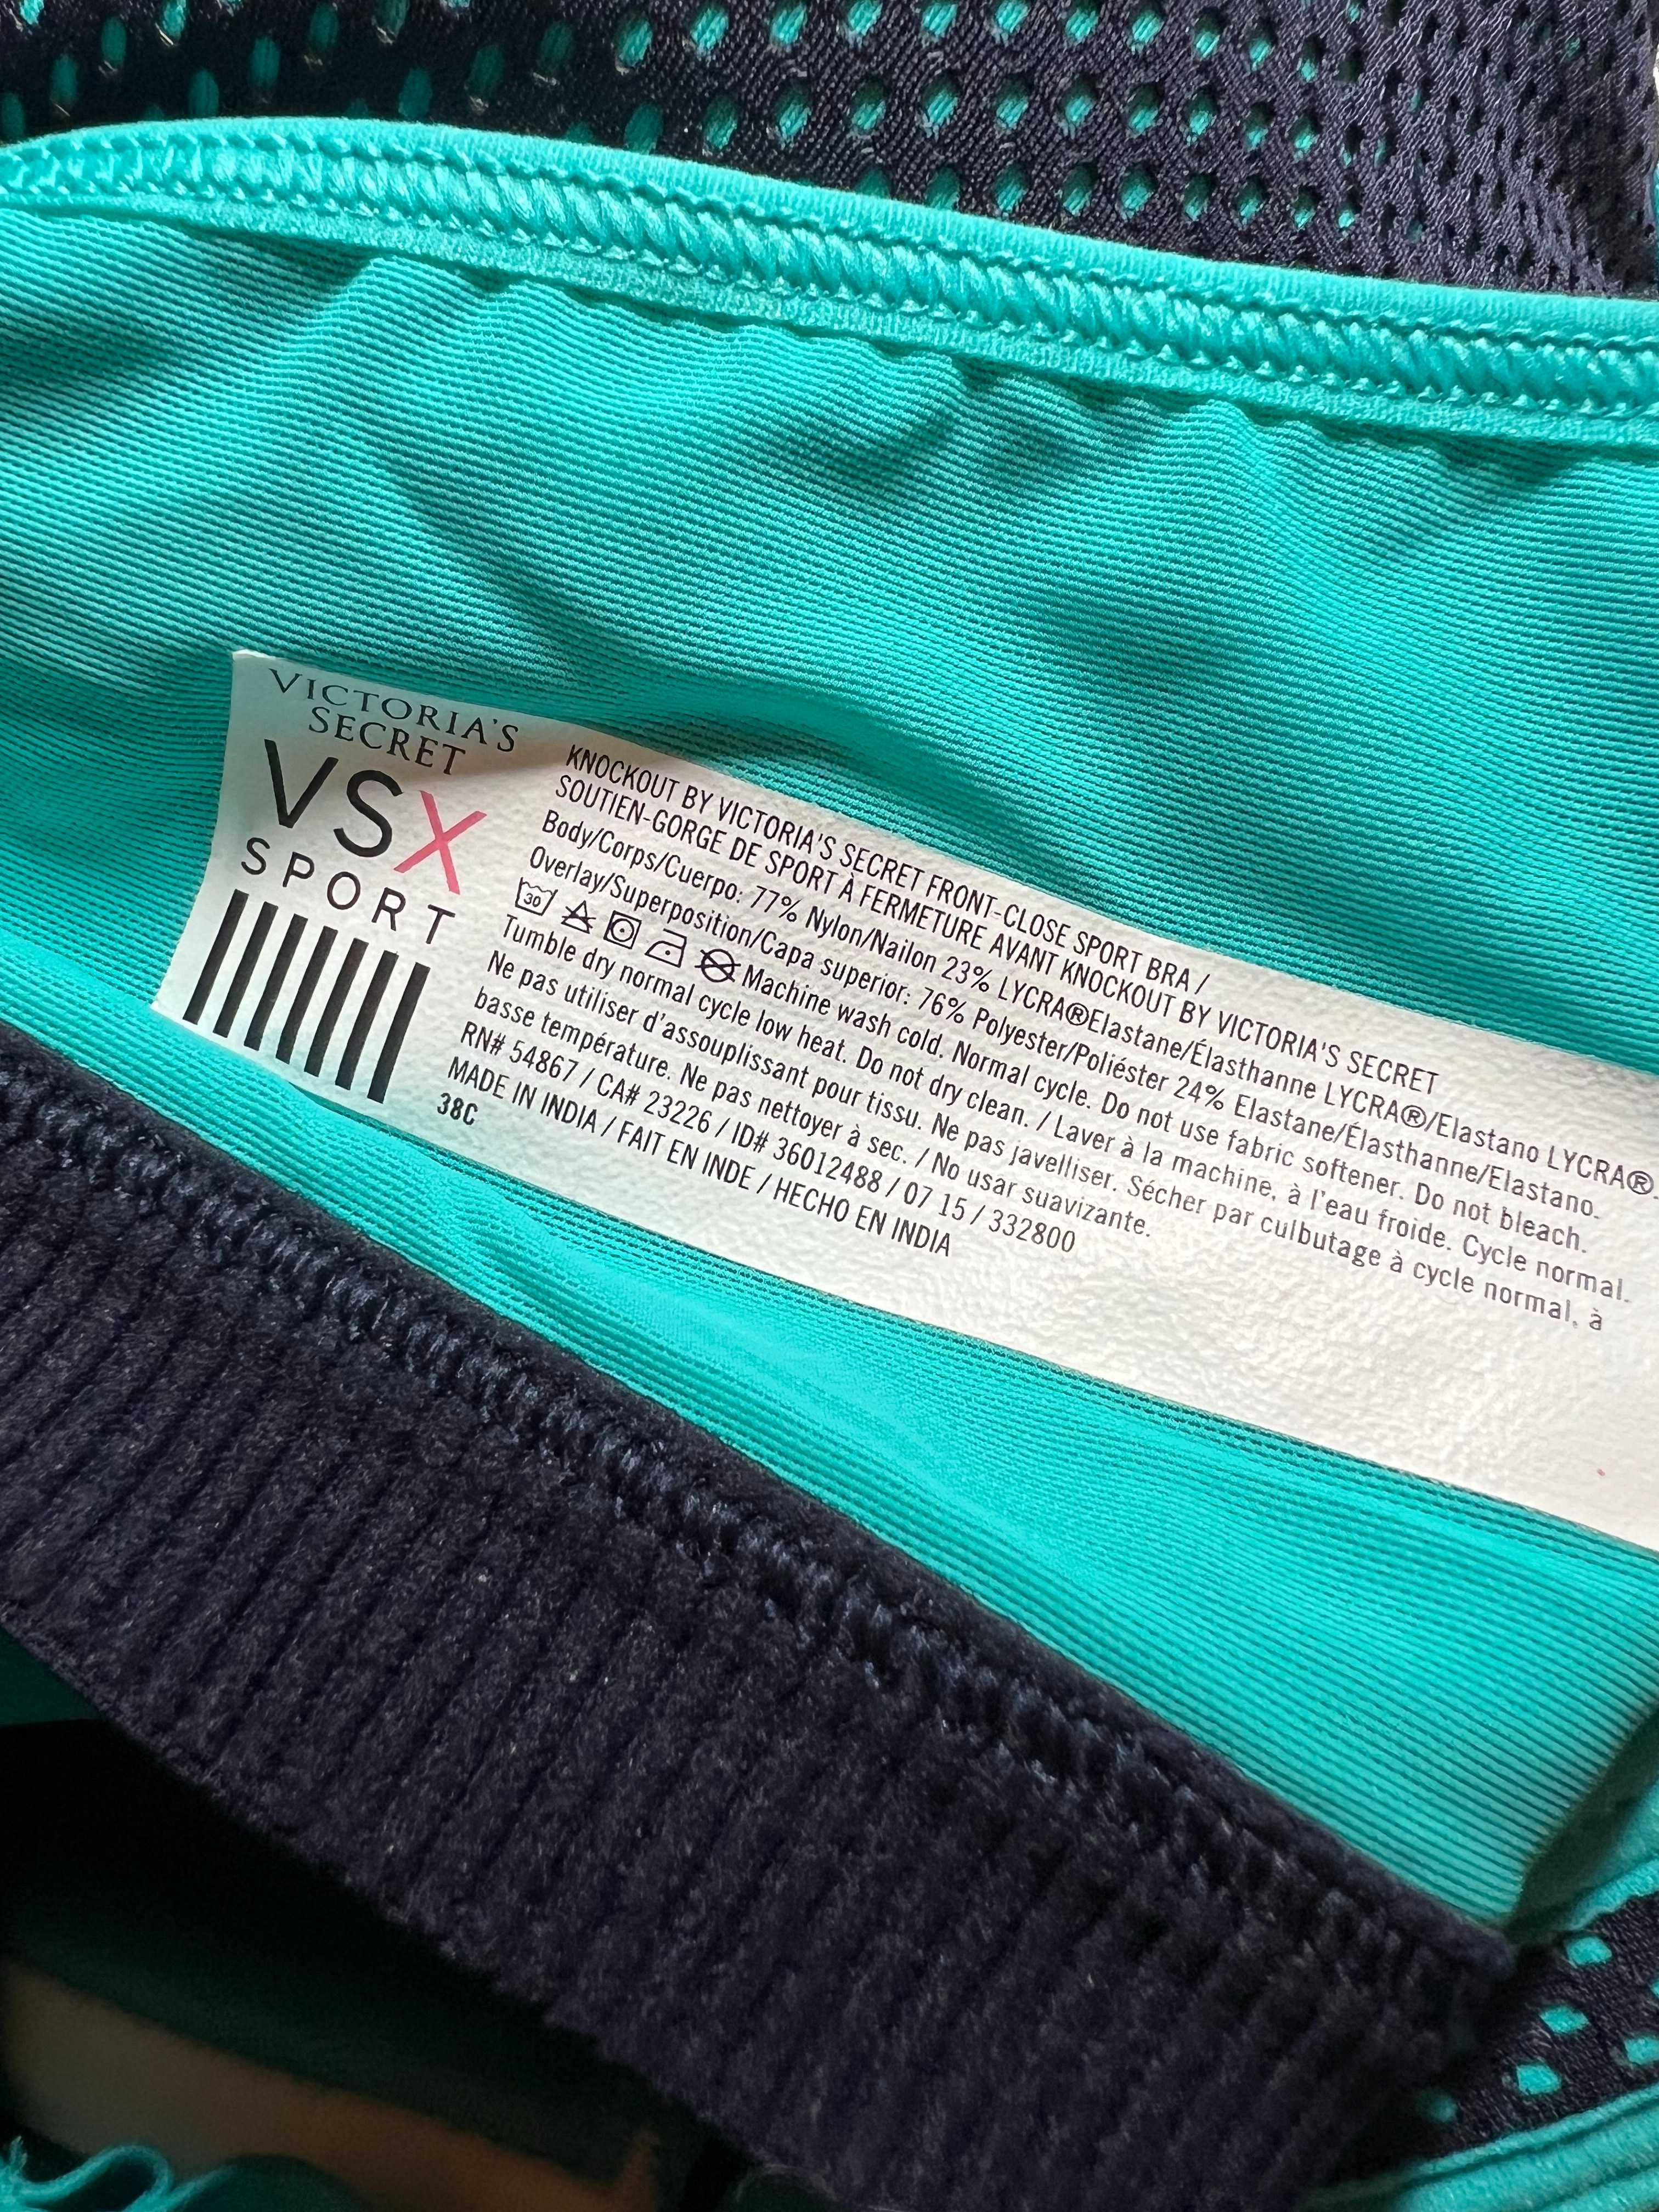 VICTORIA'S
SECRET
VSX
SPORT
KNOCKOUT BY VICTORIA'S SECRET FRONT-CLOSE SPORT BRA /
SOUTIEN-GORGE DE SPORT À FERMETURE AVANT KNOCKOUT BY VICTORIA'S SECRET
Body/Corps/Cuerpo: 77% Nylon/Nailon 23% LYCRA®Elastane/Élasthanne LYCRA®/Elastano LYCRA®.
Overlay/Superposition/Capa superior: 76% Polyester/Poliéster 24% Elastane/Élasthanne/Elastano.
30 Machine wash cold. Normal cycle. Do not use fabric softener. Do not bleach.
Tumble dry normal cycle low heat. Do not dry clean. / Laver à la machine, à l'eau froide. Cycle normal.
Ne pas utiliser d'assouplissant pour tissu. Ne pas javelliser. Sécher par culbutage à cycle normal, à
basse température. Ne pas nettoyer à sec. / No usar suavizante.
RN# 54867 / CA# 23226 / ID# 36012488 / 07 15 / 332800
MADE IN INDIA / FAIT EN INDE / HECHO EN INDIA
38C